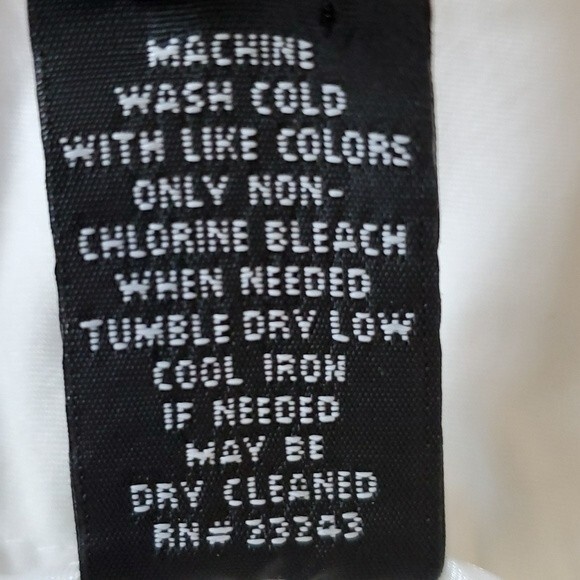 MACHINE
WASH COLD
WITH LIKE COLORS
ONLY NON-
CHLORINE BLEACH
WHEN NEEDED
TUMBLE DRY LOW
COOL IRON
IF NEEDED
MAY BE
DRY CLEANED
RN#